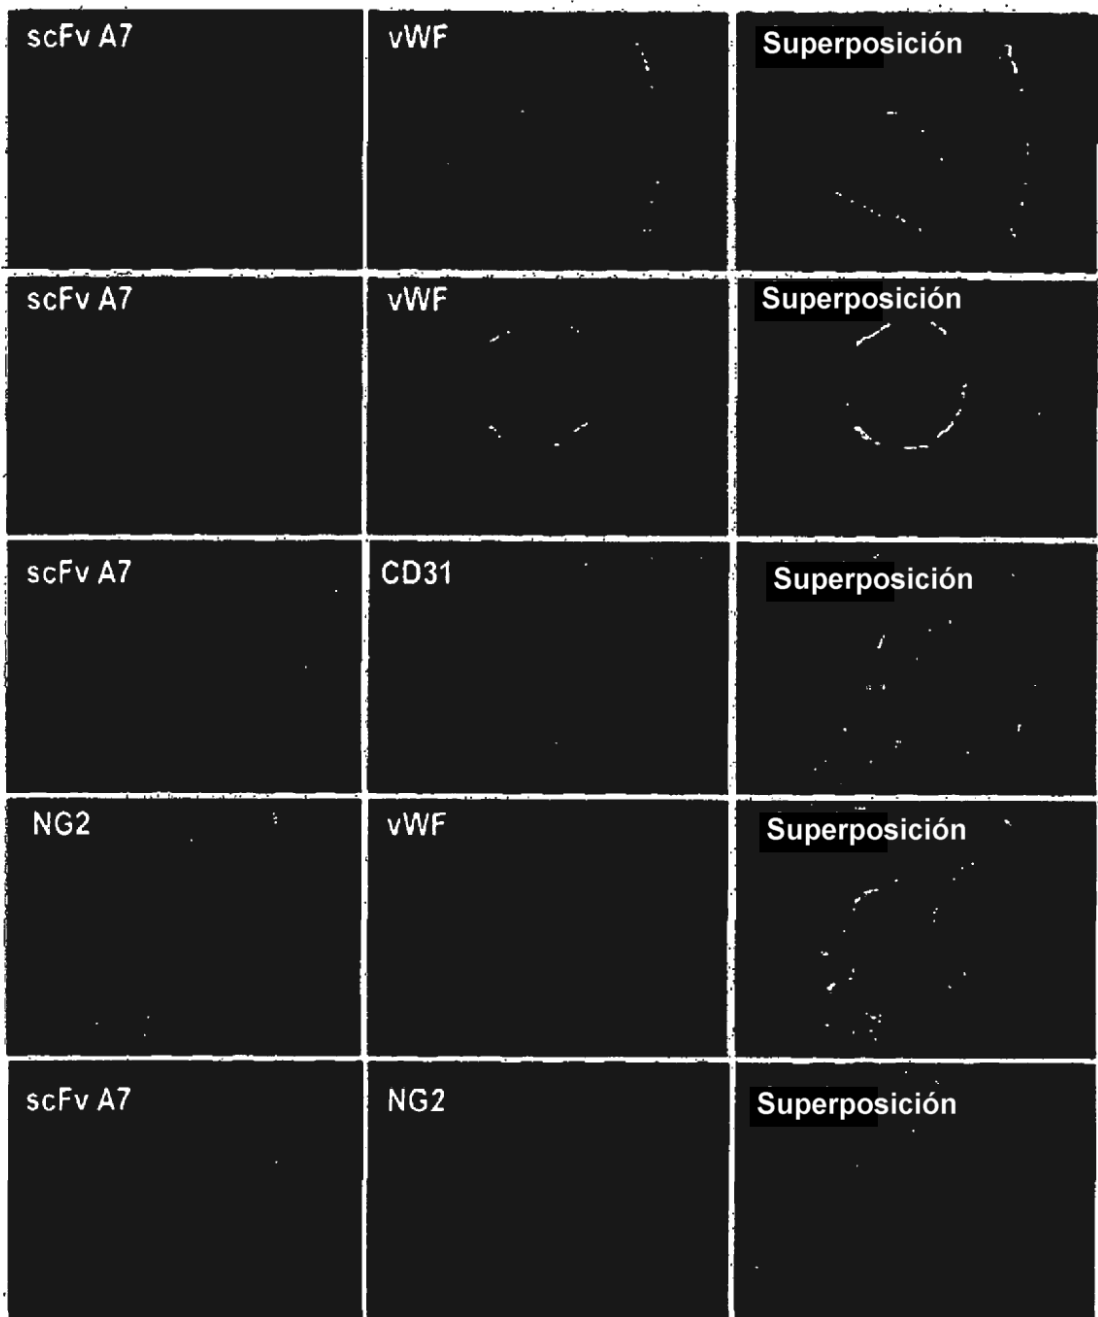 scFv A7
vWF
Superposición
scFv A7
vWF
Superposición
scFv A7
CD31
Superposición
NG2
vWF
Superposición
scFv A7
NG2
Superposición